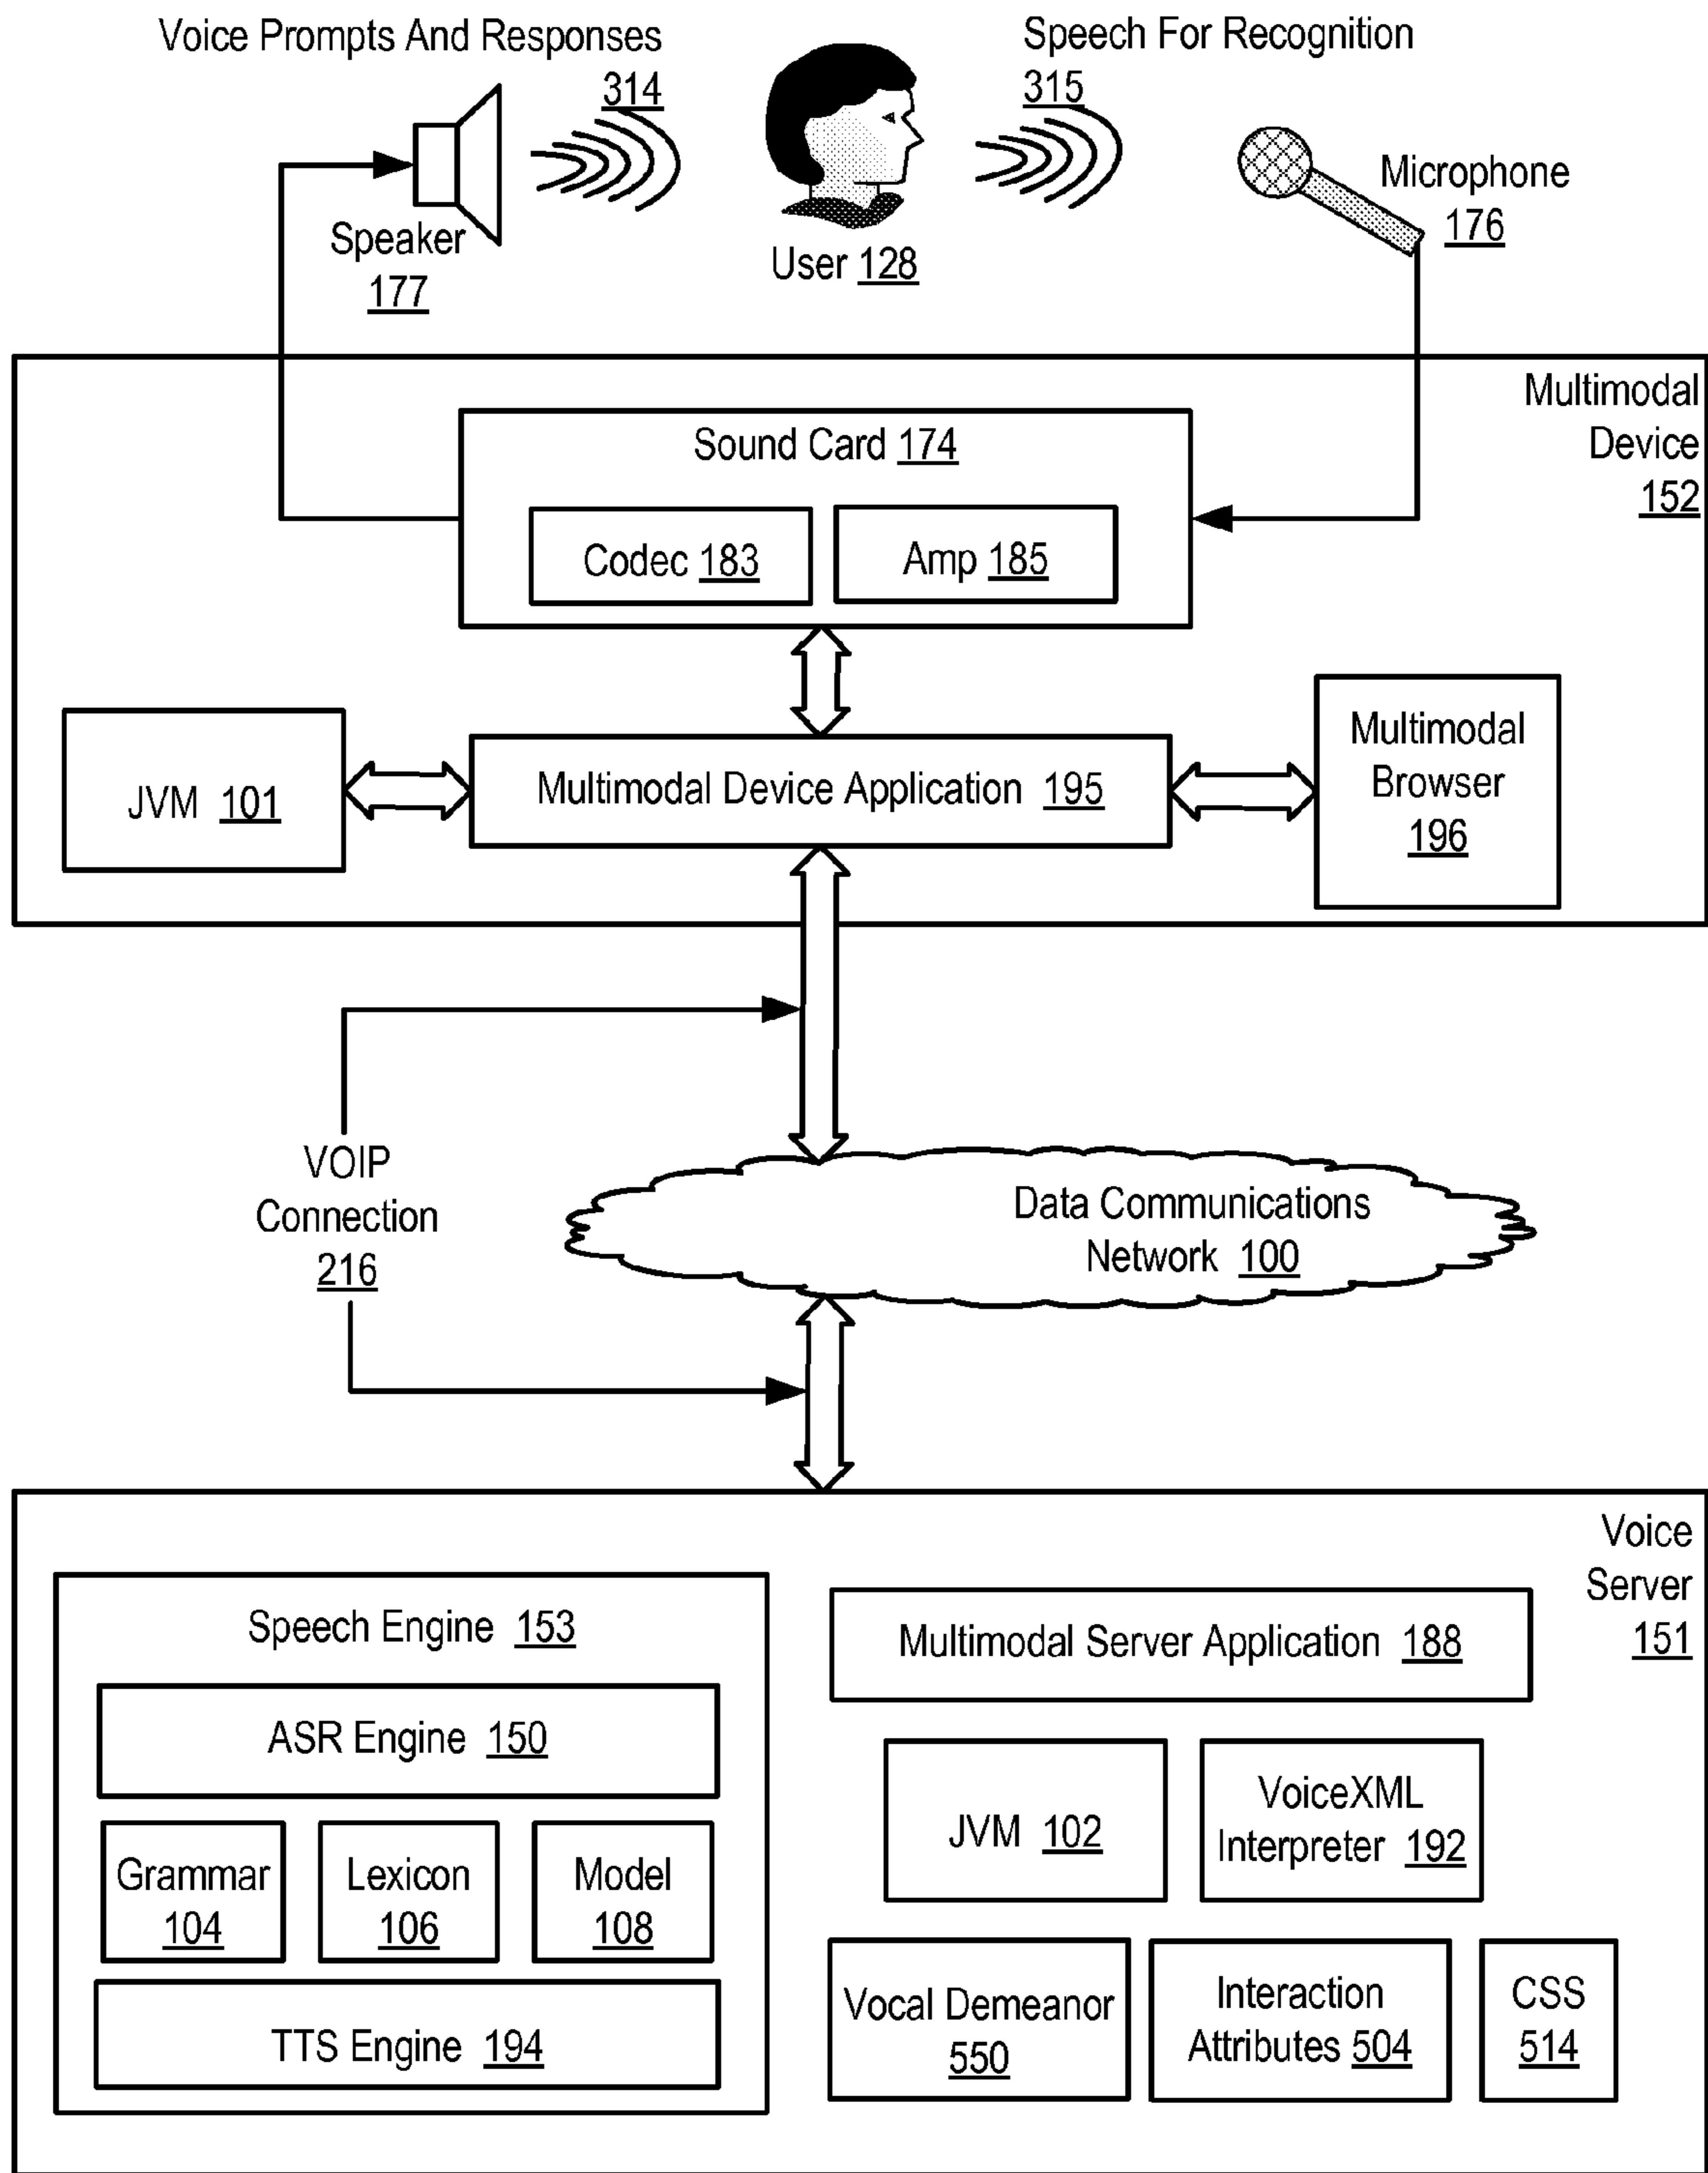 Voice Prompts And Responses
314
Speech For Recognition
315
Speaker
177
User 128
Microphone
176
Multimodal
Device
152
Sound Card 174
Codec 183
Amp 185
JVM 101
Multimodal Device Application 195
Multimodal
Browser
196
VOIP
Connection
216
Data Communications
Network 100
Voice
Server
151
Speech Engine 153
ASR Engine 150
Grammar
104
Lexicon
106
Model
108
TTS Engine 194
Multimodal Server Application 188
JVM 102
VoiceXML
Interpreter 192
Vocal Demeanor
550
Interaction
Attributes 504
CSS
514